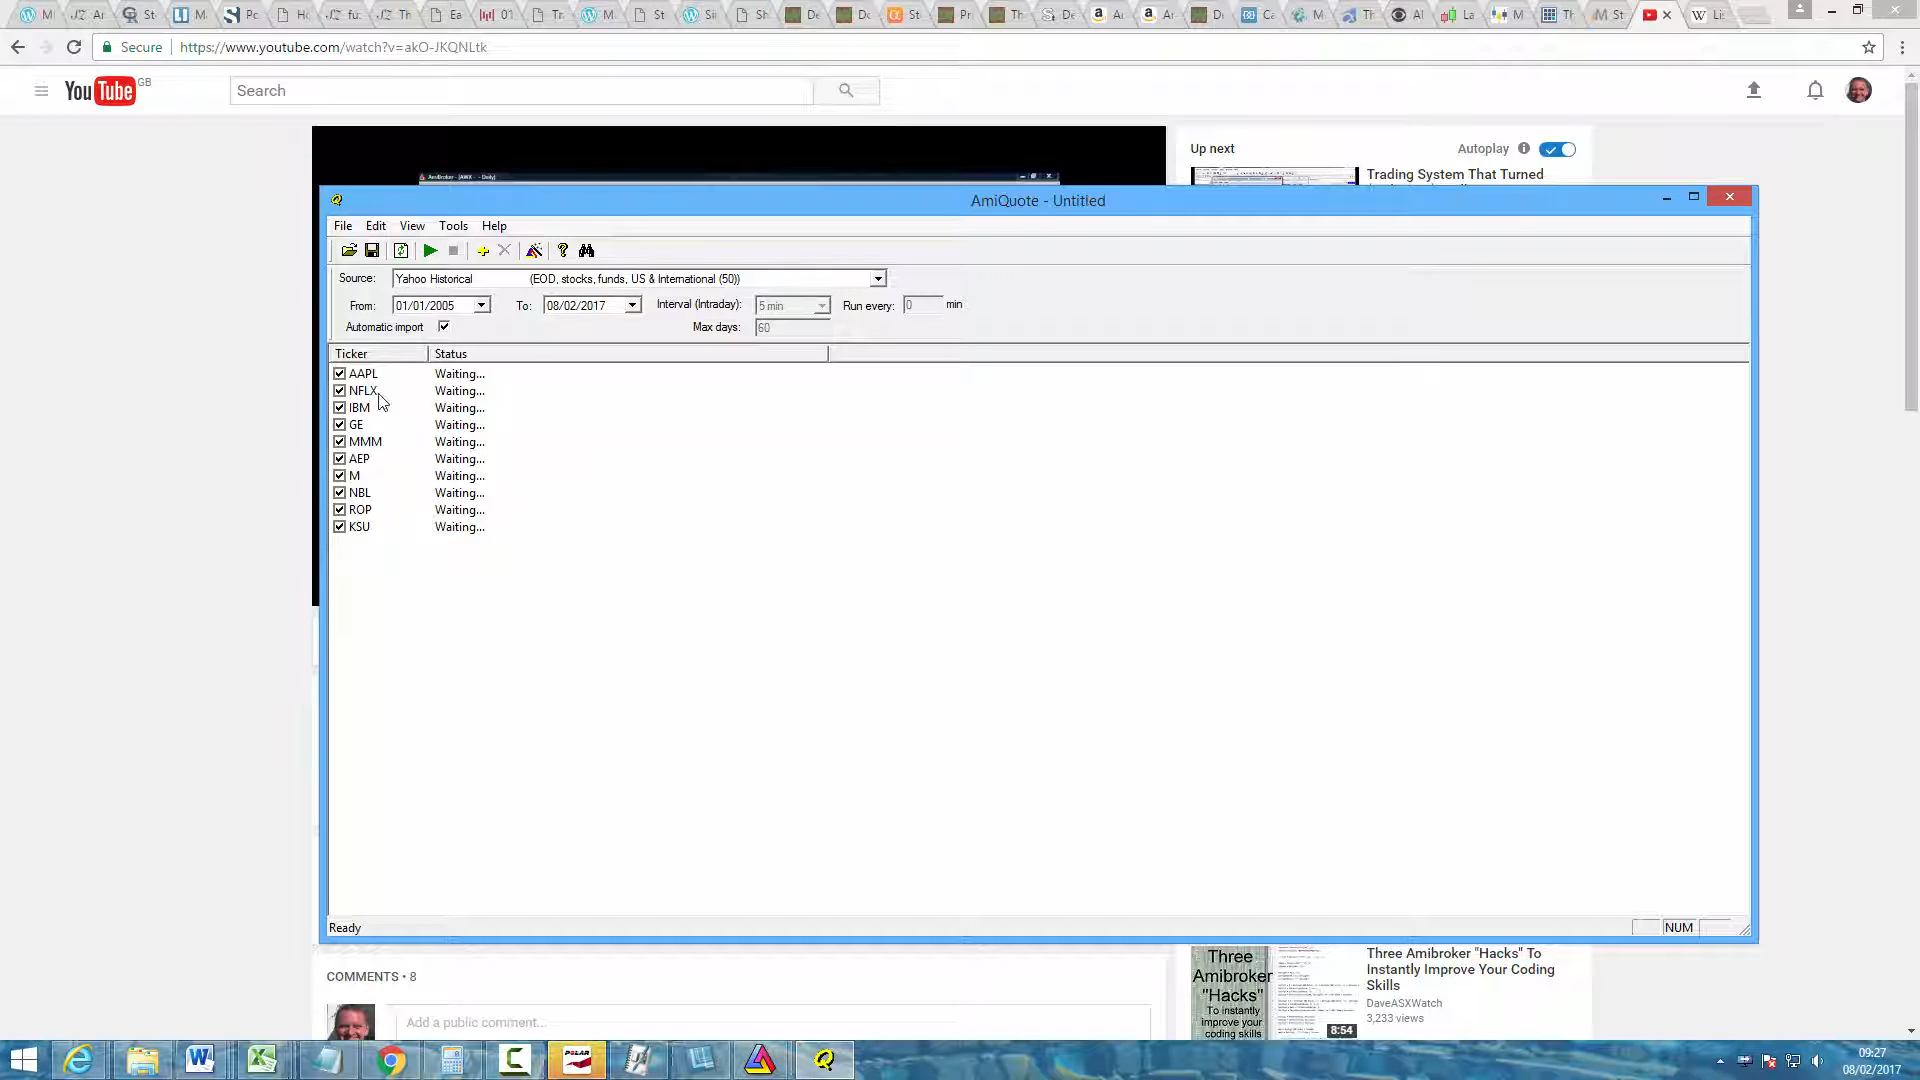 Secure
https://www.youtube.com/watch?v=akO-JKQNLtk
YouTube GB
Search
Up next
Autoplay
Trading System That Turned
AmiBroker - [AWX - - Daily]
AmiQuote - Untitled
File Edit View Tools Help
Source: Yahoo Historical (EOD, stocks, funds, US & International (50))
From: 01/01/2005 To: 08/02/2017 Interval (Intraday): 5 min Run every: 0 min
Automatic import Max days: 60
Ticker Status
AAPL Waiting...
NFLX Waiting...
IBM Waiting...
GE Waiting...
MMM Waiting...
AEP Waiting...
M Waiting...
NBL Waiting...
ROP Waiting...
KSU Waiting...
Ready
NUM
COMMENTS • 8
Add a public comment...
Three
Amibroker
"Hacks"
To instantly
improve your
coding skills
8:54
Three Amibroker "Hacks" To
Instantly Improve Your Coding
Skills
DaveASXWatch
3,233 views
POLAR
09:27
08/02/2017